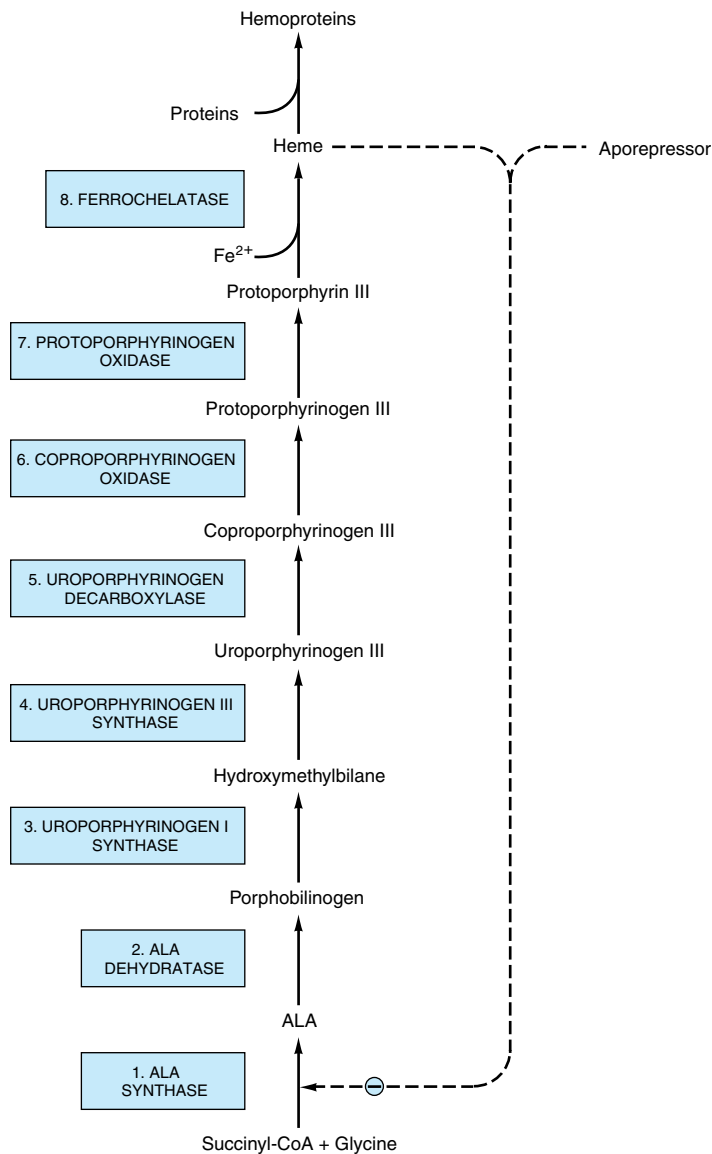 Hemoproteins
Proteins
Heme
Aporepressor
8. FERROCHELATASE
Fe2+
Protoporphyrin III
7. PROTOPORPHYRINOGEN
OXIDASE
Protoporphyrinogen III
6. COPROPORPHYRINOGEN
OXIDASE
Coproporphyrinogen III
5. UROPORPHYRINOGEN
DECARBOXYLASE
Uroporphyrinogen III
4. UROPORPHYRINOGEN III
SYNTHASE
Hydroxymethylbilane
3. UROPORPHYRINOGEN I
SYNTHASE
Porphobilinogen
2. ALA
DEHYDRATASE
ALA
1. ALA
SYNTHASE
−
Succinyl-CoA + Glycine